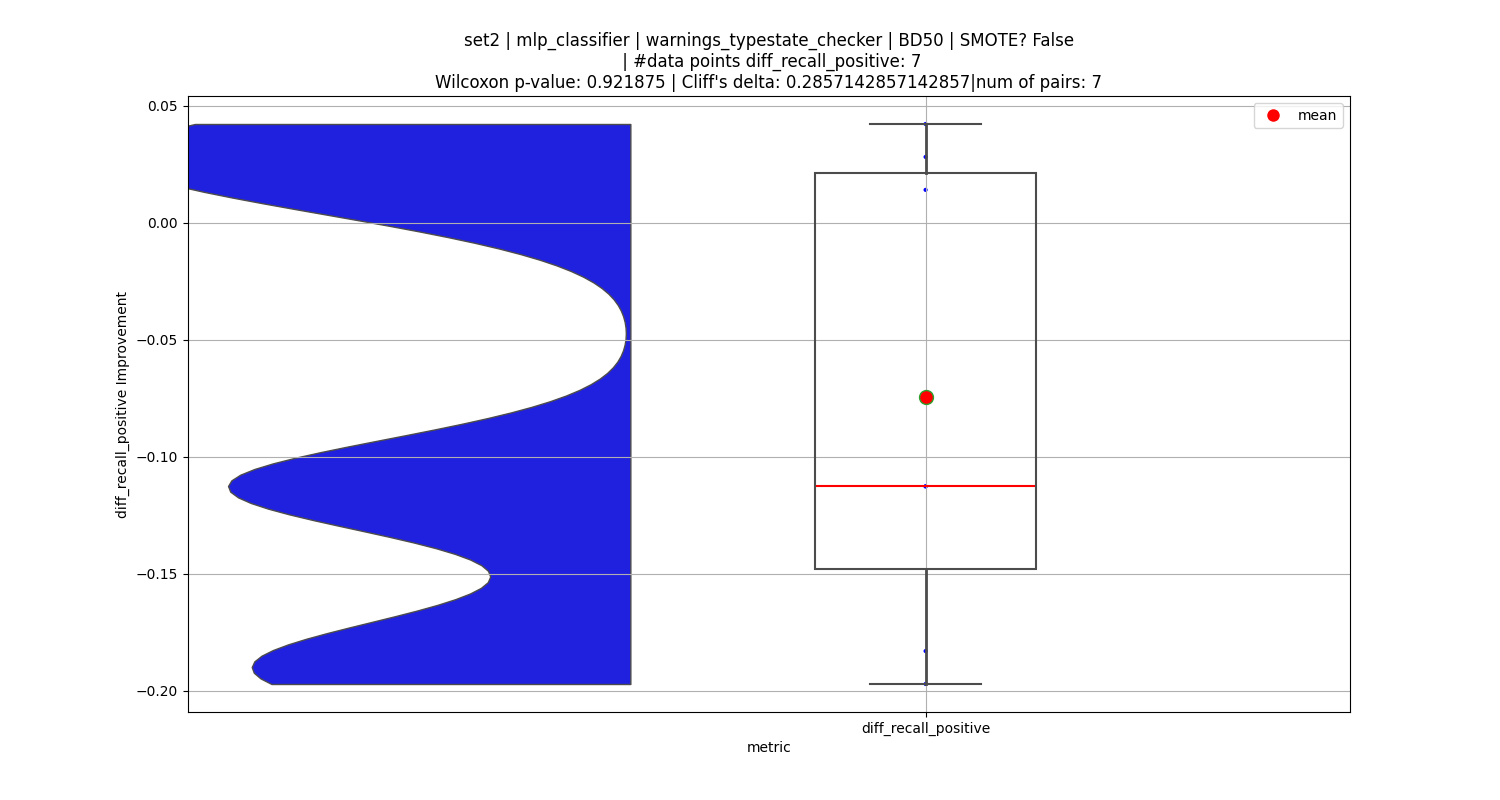 set2 | mlp_classifier | warnings_typestate_checker | BD50 | SMOTE? False
| #data points diff_recall_positive: 7
Wilcoxon p-value: 0.921875 | Cliff's delta: 0.2857142857142857|num of pairs: 7
mean
0.05
0.00
−0.05
−0.10
−0.15
−0.20
diff_recall_positive Improvement
diff_recall_positive
metric